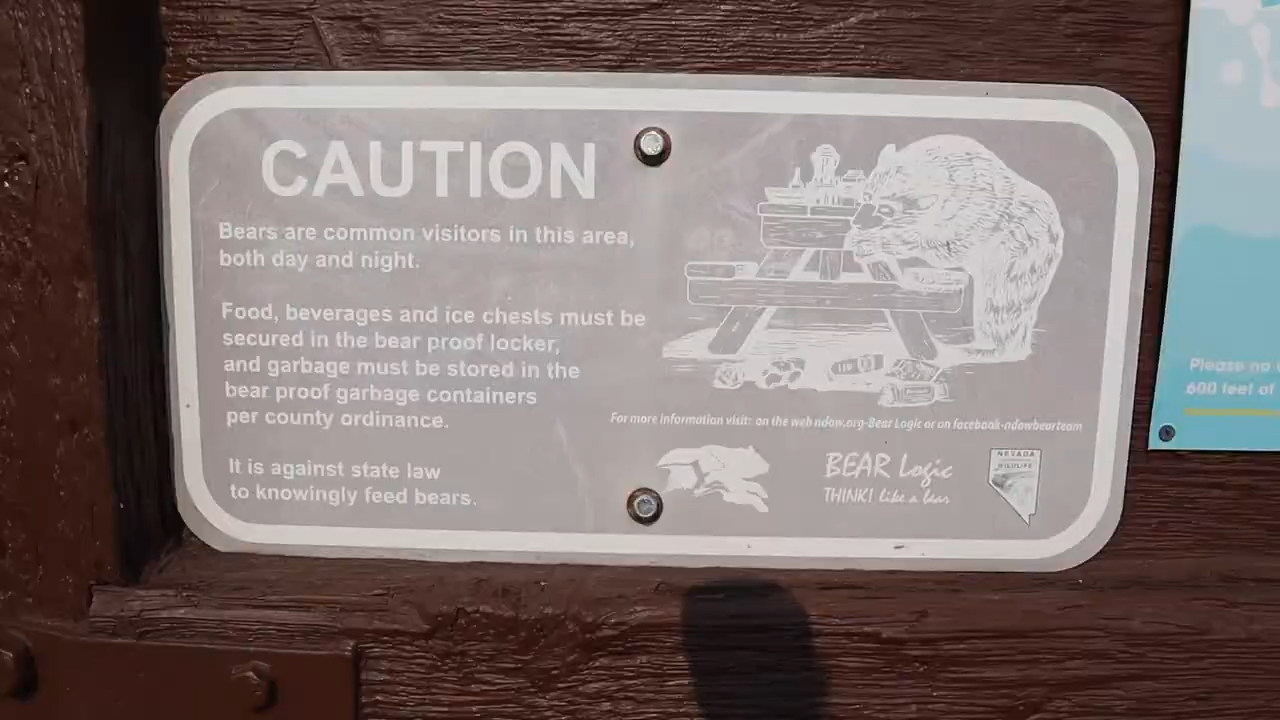 CAUTION
Bears are common visitors in this area,
both day and night.
Food, beverages and ice chests must be
secured in the bear proof locker,
and garbage must be stored in the
bear proof garbage containers
per county ordinance.
It is against state law
to knowingly feed bears.
For more information visit: on the web ndow.org-Bear Logic or on facebook-ndowbearteam
BEAR Logic
THINK! like a bear
NEVADA
WILDLIFE
Please no
600 feet of